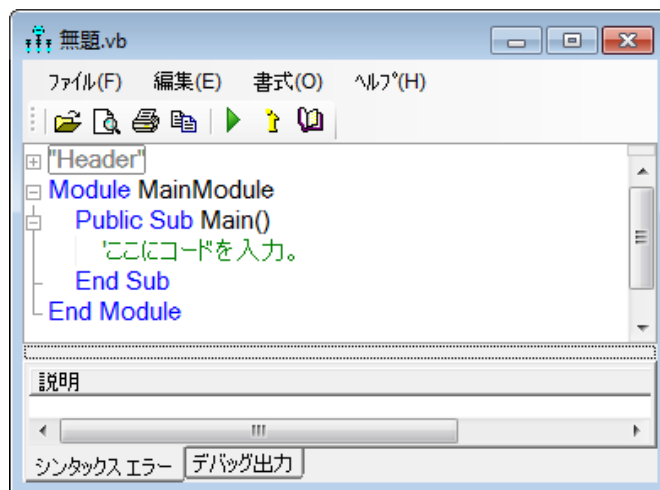 無題.vb
ﾌｧｲﾙ(F) 編集(E) 書式(O) ﾍﾙﾌﾟ(H)
"Header"
Module MainModule
Public Sub Main()
'ここにコードを入力。
End Sub
End Module
説明
シンタックス エラー デバッグ出力